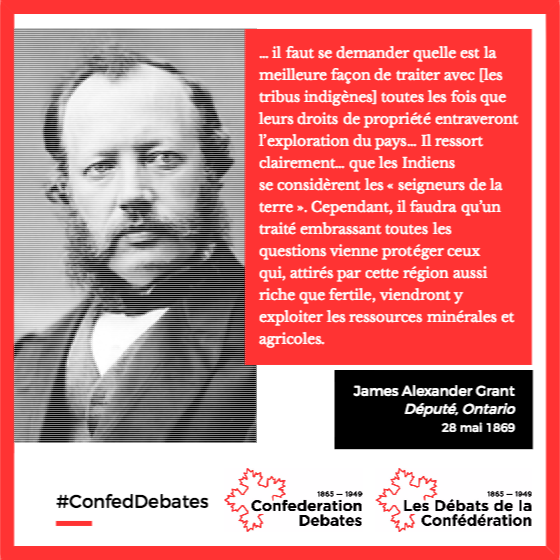 ... il faut se demander quelle est la
meilleure façon de traiter avec [les
tribus indigènes] toutes les fois que
leurs droits de propriété entraveront
l'exploration du pays... Il ressort
clairement... que les Indiens
se considèrent les « seigneurs de la
terre ». Cependant, il faudra qu'un
traité embrassant toutes les
questions vienne protéger ceux
qui, attirés par cette région aussi
riche que fertile, viendront y
exploiter les ressources minérales et
agricoles.
James Alexander Grant
Député, Ontario
28 mai 1869
#ConfedDebates
1865 — 1949
Confederation
Debates
1865 — 1949
Les Débats de la
Confédération